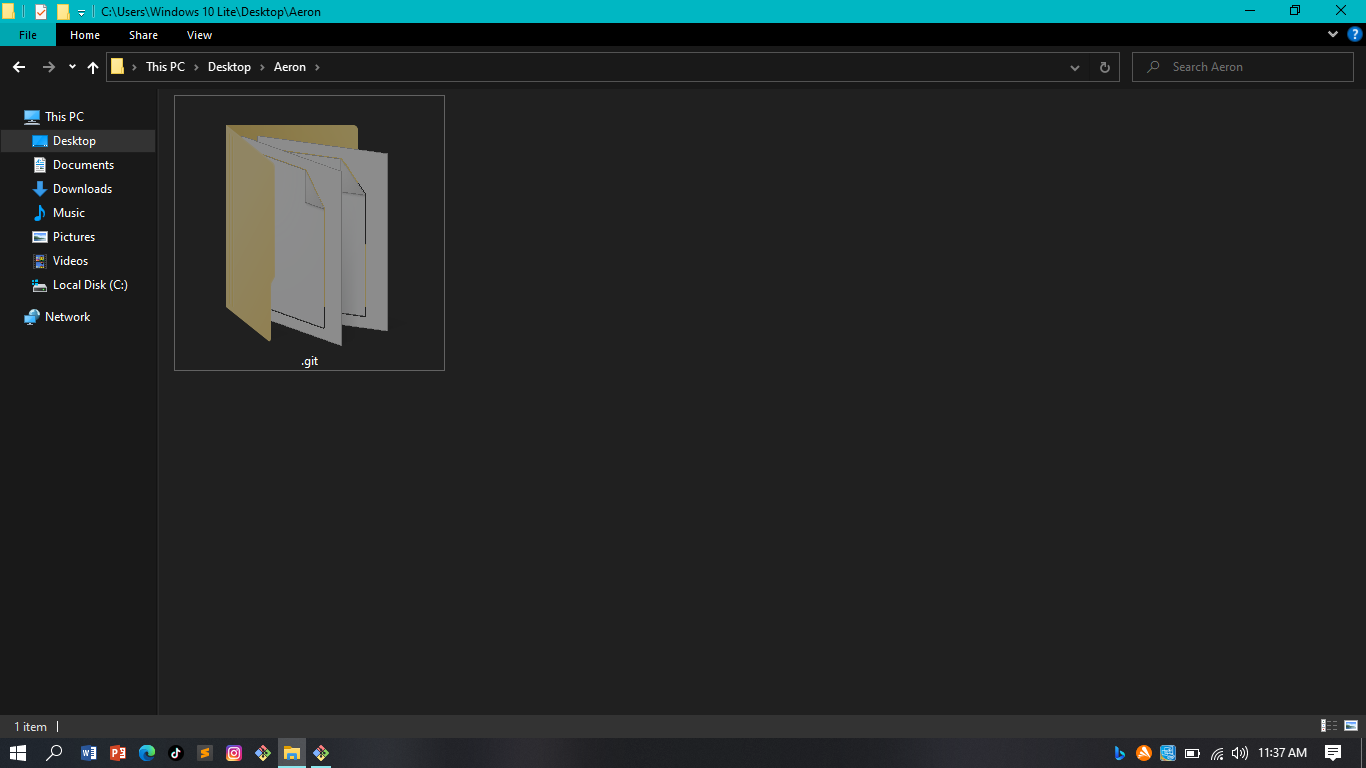 C:\Users\Windows 10 Lite\Desktop\Aeron
File Home Share View
This PC Desktop Aeron
Search Aeron
This PC
Desktop
Documents
Downloads
Music
Pictures
Videos
Local Disk (C:)
Network
.git
1 item
11:37 AM